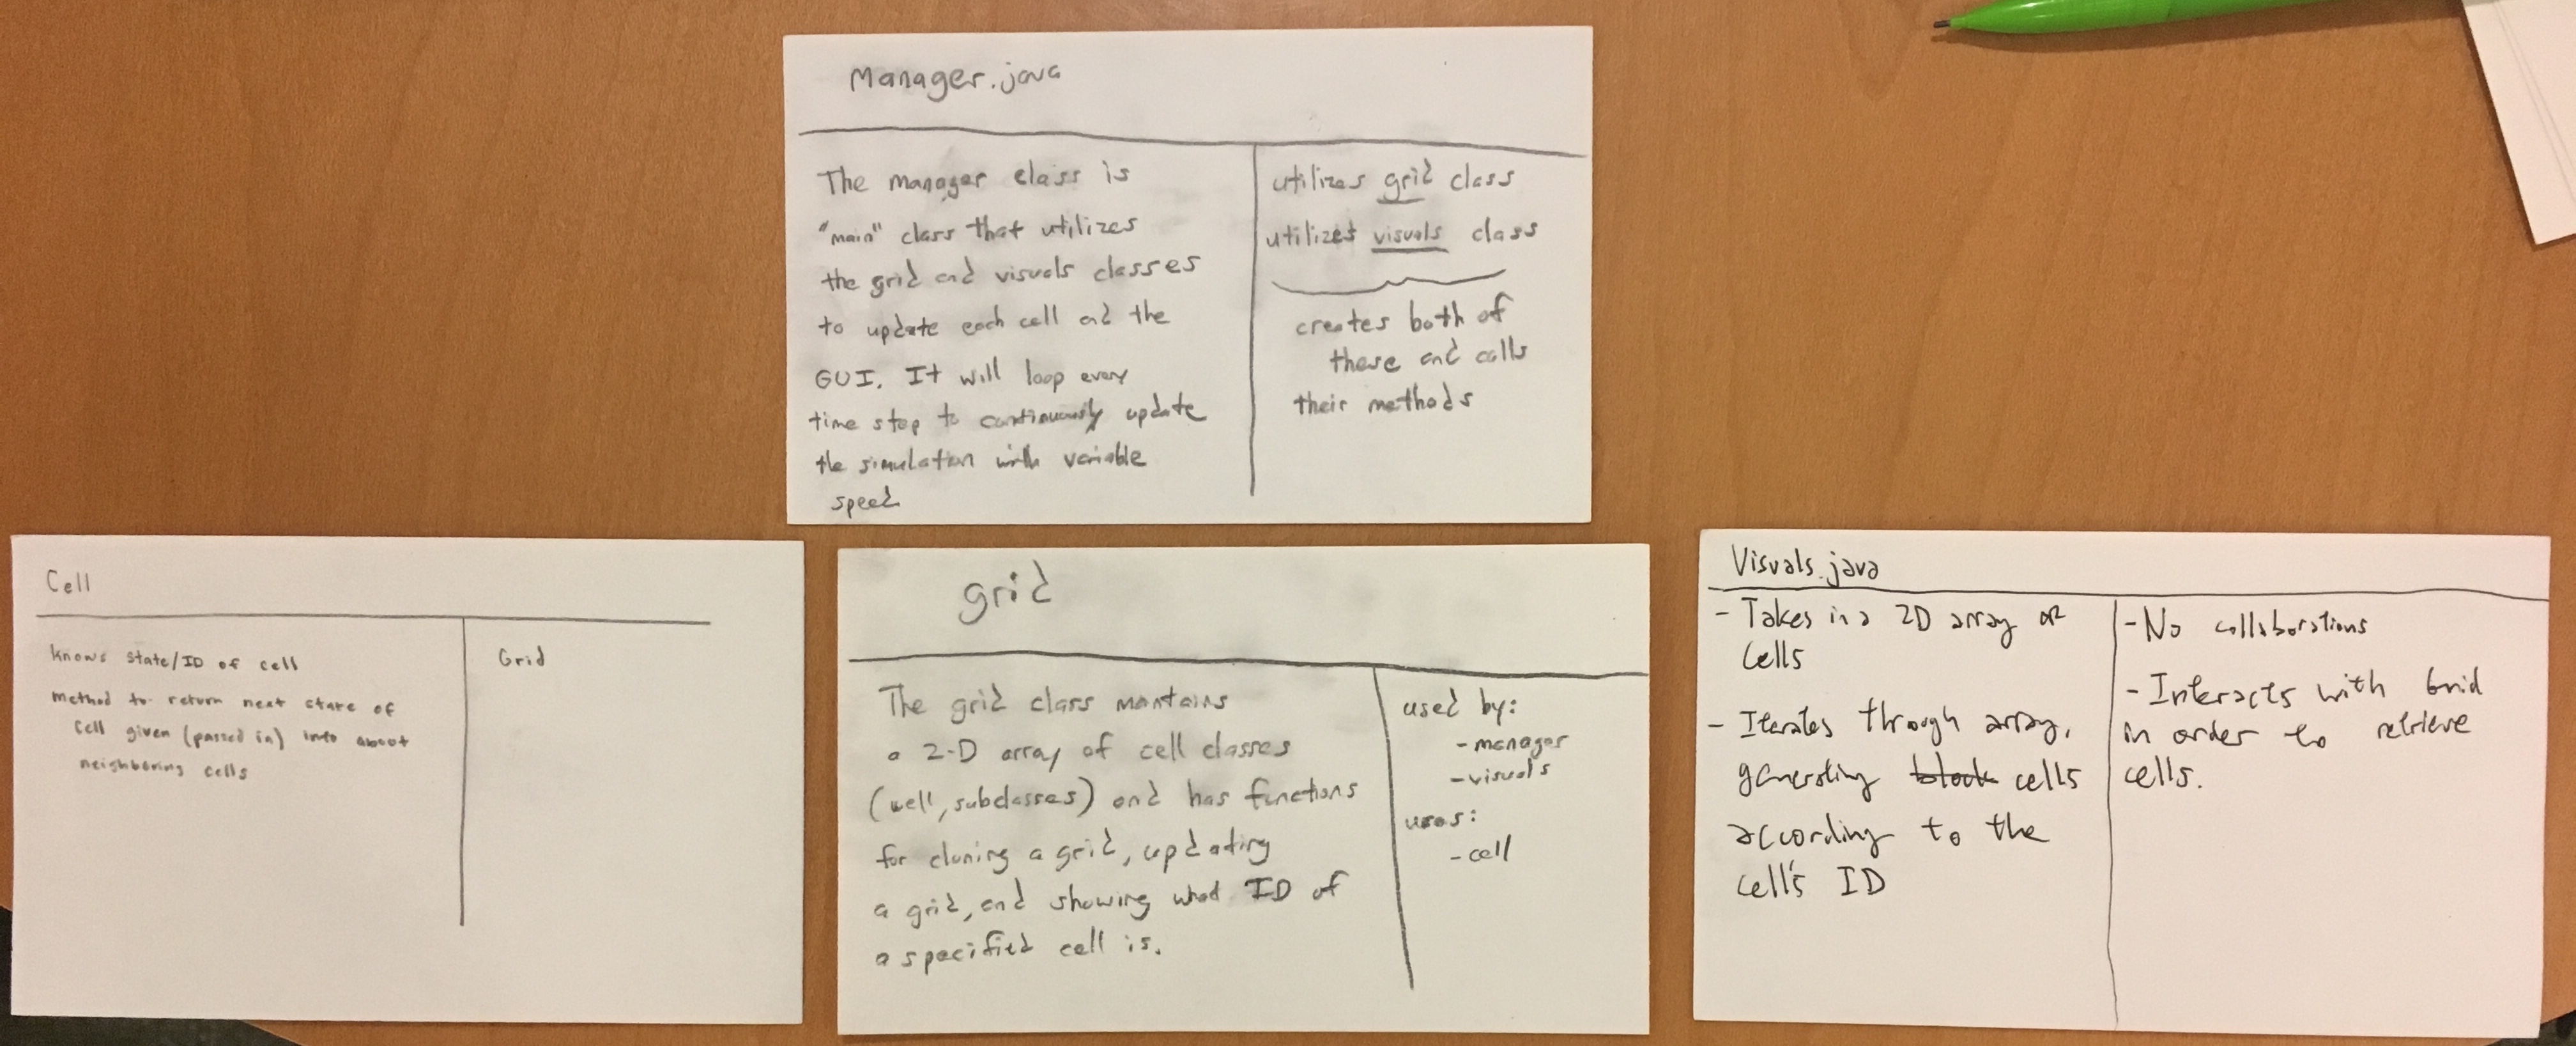 Manager.java
The manager class is
"main" class that utilizes
the grid and visuals classes
to update each cell and the
GUI. It will loop every
time step to continuously update
the simulation with variable
speed
utilizes grid class
utilizes visuals class
creates both of
these and calls
their methods
Cell
knows state/ID of cell
method to return next state of
cell given (passed in) info about
neighboring cells
Grid
grid
The grid class mantains
a 2-D array of cell classes
(well, subclasses) and has functions
for cloning a grid, updating
a grid, and showing what ID of
a specified cell is.
used by:
- manager
- visuals
uses:
- cell
Visuals.java
- Takes in a 2D array of
cells
- Iterates through array,
generating block cells
according to the
cell's ID
- No collaborations
- Interacts with Grid
in order to retrieve
cells.